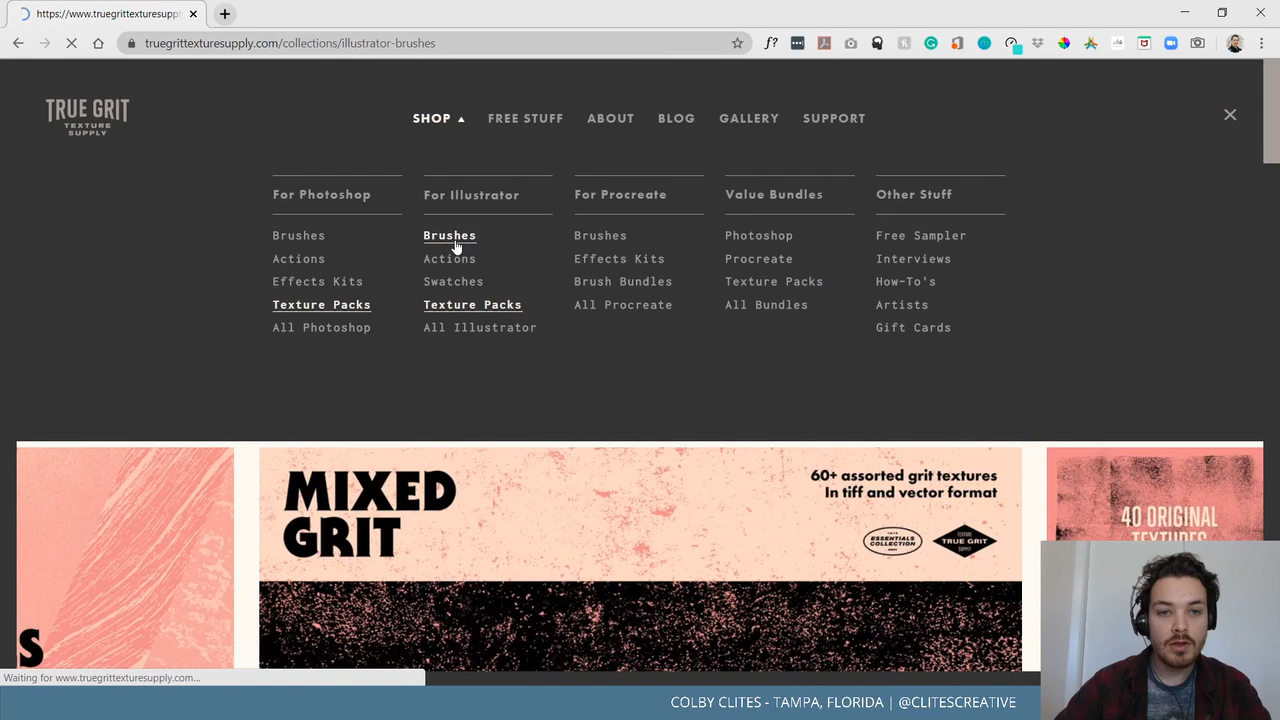 https://www.truegrittexturesupp
truegrittexturesupply.com/collections/illustrator-brushes
TRUE GRIT
TEXTURE
SUPPLY
SHOP ▲ FREE STUFF ABOUT BLOG GALLERY SUPPORT
For Photoshop
Brushes
Actions
Effects Kits
Texture Packs
All Photoshop
For Illustrator
Brushes
Actions
Swatches
Texture Packs
All Illustrator
For Procreate
Brushes
Effects Kits
Brush Bundles
All Procreate
Value Bundles
Photoshop
Procreate
Texture Packs
All Bundles
Other Stuff
Free Sampler
Interviews
How-To's
Artists
Gift Cards
S
MIXED
GRIT
60+ assorted grit textures
In tiff and vector format
ESSENTIALS
COLLECTION
TRUE GRIT
40 ORIGINAL
TEXTURES
Waiting for www.truegrittexturesupply.com...
COLBY CLITES - TAMPA, FLORIDA | @CLITESCREATIVE